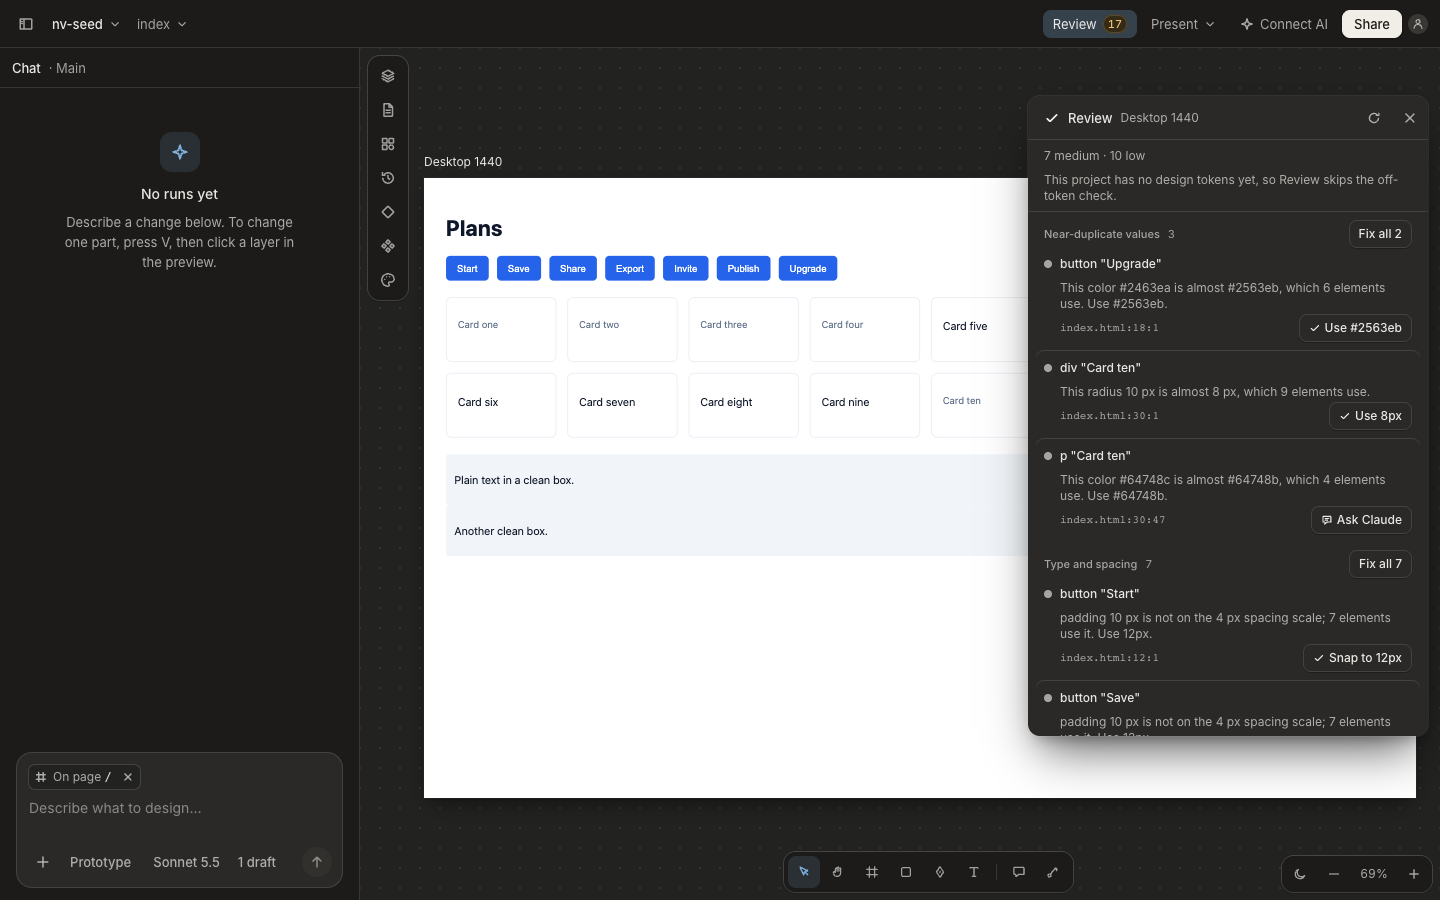 nv-seed index Review 17 Present Connect AI Share
Chat · Main
No runs yet
Describe a change below. To change
one part, press V, then click a layer in
the preview.
On page /
Describe what to design...
Prototype Sonnet 5.5 1 draft
Desktop 1440
Plans
Start Save Share Export Invite Publish Upgrade
Card one Card two Card three Card four Card five
Card six Card seven Card eight Card nine Card ten
Plain text in a clean box.
Another clean box.
Review Desktop 1440
7 medium · 10 low
This project has no design tokens yet, so Review skips the off-
token check.
Near-duplicate values 3 Fix all 2
button "Upgrade"
This color #2463ea is almost #2563eb, which 6 elements
use. Use #2563eb.
index.html:18:1 Use #2563eb
div "Card ten"
This radius 10 px is almost 8 px, which 9 elements use.
index.html:30:1 Use 8px
p "Card ten"
This color #64748c is almost #64748b, which 4 elements
use. Use #64748b.
index.html:30:47 Ask Claude
Type and spacing 7 Fix all 7
button "Start"
padding 10 px is not on the 4 px spacing scale; 7 elements
use it. Use 12px.
index.html:12:1 Snap to 12px
button "Save"
padding 10 px is not on the 4 px spacing scale; 7 elements
use it. Use 12px.
69%